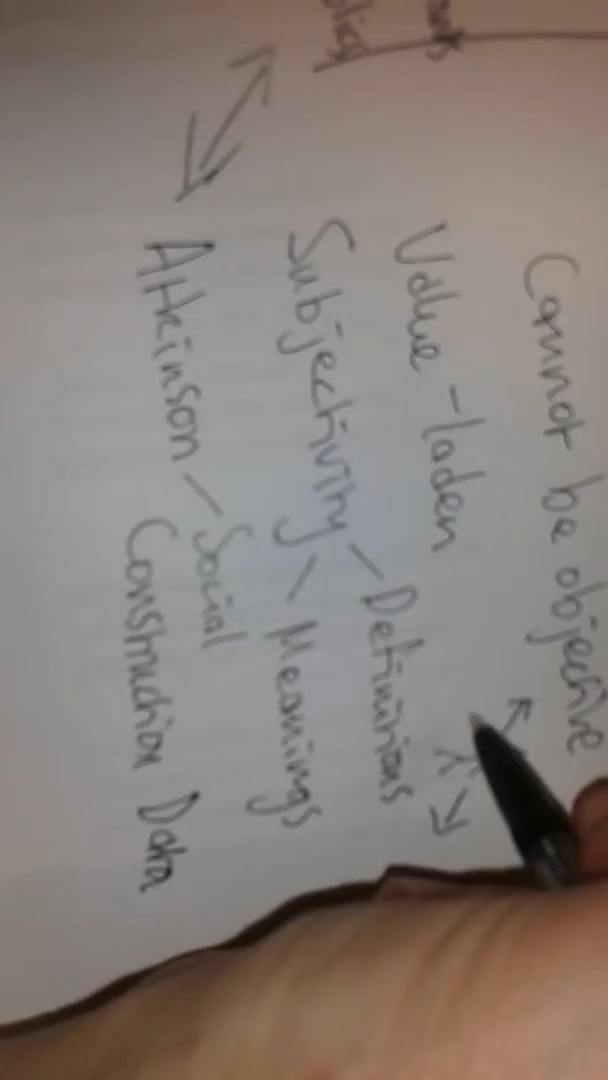 Cannot be objective
Value-laden
Subjectivity - Definitions
- Meanings
Atkinson - Social
Construction Data